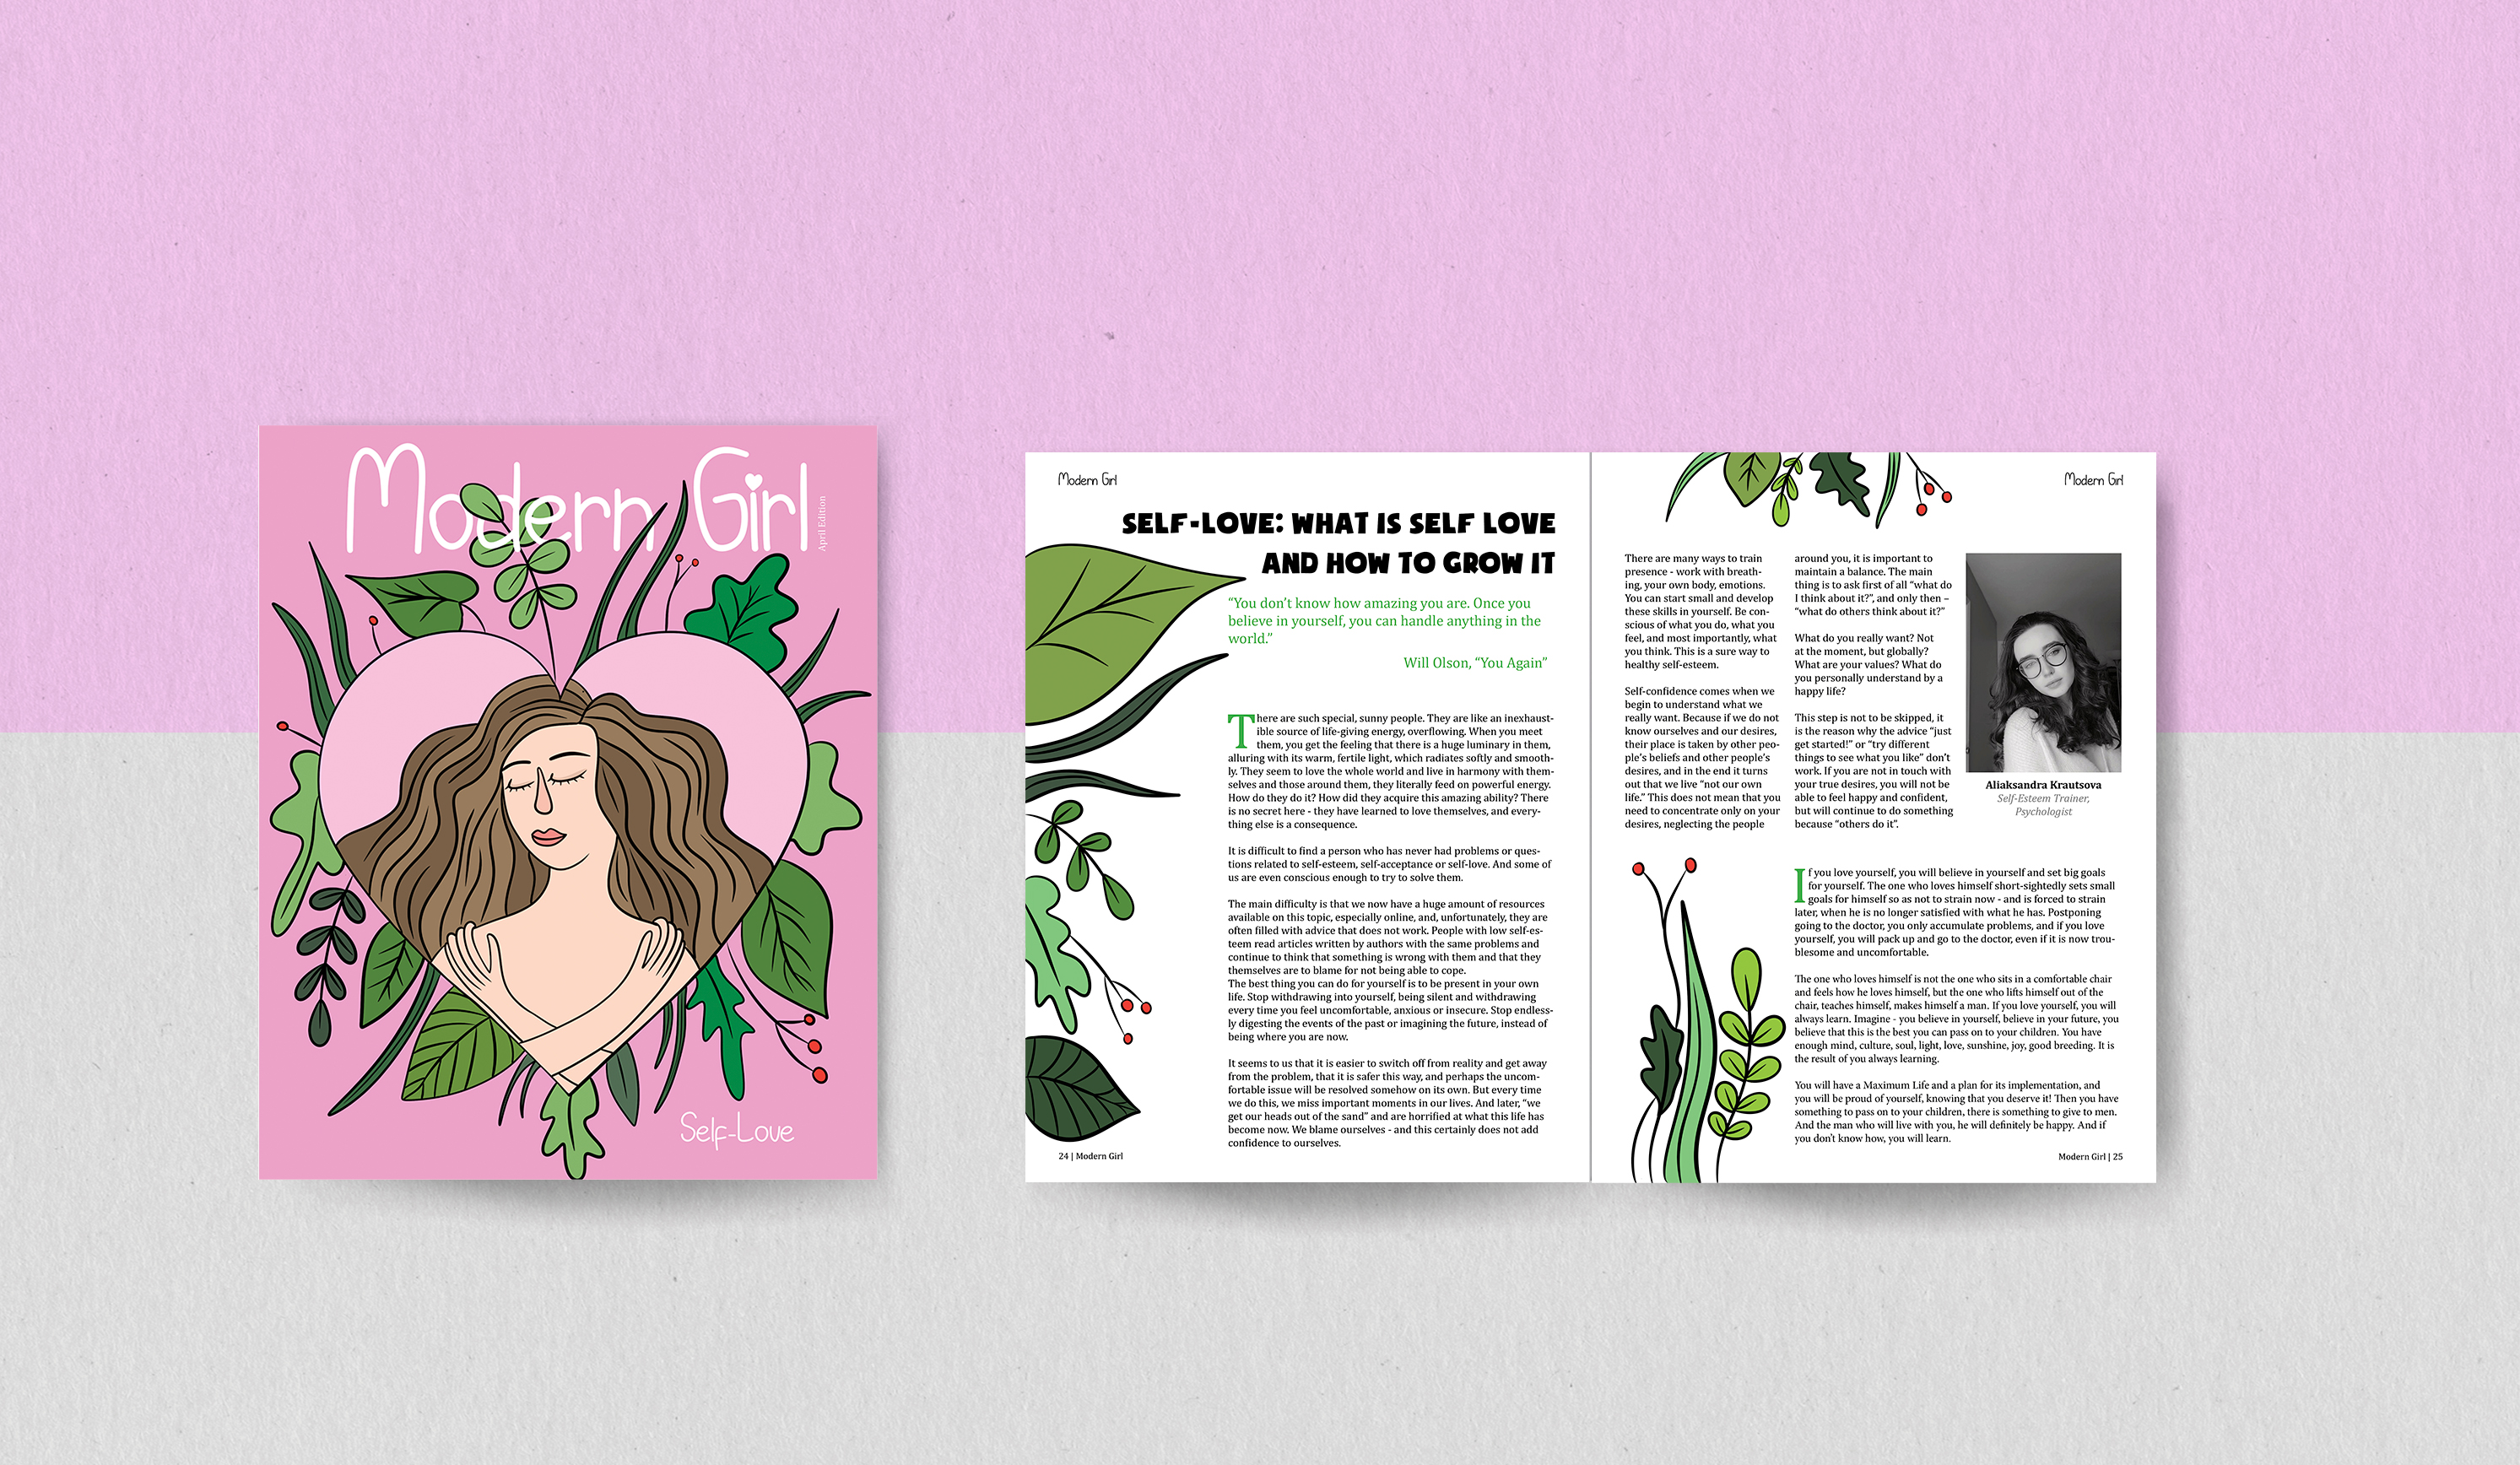 Modern Girl
April Edition
Self-Love
Modern Girl
SELF-LOVE: WHAT IS SELF LOVE
AND HOW TO GROW IT
“You don’t know how amazing you are. Once you
believe in yourself, you can handle anything in the
world.”
Will Olson, “You Again”
There are such special, sunny people. They are like an inexhaust-
ible source of life-giving energy, overflowing. When you meet
them, you get the feeling that there is a huge luminary in them,
alluring with its warm, fertile light, which radiates softly and smooth-
ly. They seem to love the whole world and live in harmony with them-
selves and those around them, they literally feed on powerful energy.
How do they do it? How did they acquire this amazing ability? There
is no secret here - they have learned to love themselves, and every-
thing else is a consequence.
It is difficult to find a person who has never had problems or ques-
tions related to self-esteem, self-acceptance or self-love. And some of
us are even conscious enough to try to solve them.
The main difficulty is that we now have a huge amount of resources
available on this topic, especially online, and, unfortunately, they are
often filled with advice that does not work. People with low self-es-
teem read articles written by authors with the same problems and
continue to think that something is wrong with them and that they
themselves are to blame for not being able to cope.
The best thing you can do for yourself is to be present in your own
life. Stop withdrawing into yourself, being silent and withdrawing
every time you feel uncomfortable, anxious or insecure. Stop endless-
ly digesting the events of the past or imagining the future, instead of
being where you are now.
It seems to us that it is easier to switch off from reality and get away
from the problem, that it is safer this way, and perhaps the uncom-
fortable issue will be resolved somehow on its own. But every time
we do this, we miss important moments in our lives. And later, “we
get our heads out of the sand” and are horrified at what this life has
become now. We blame ourselves - and this certainly does not add
confidence to ourselves.
24 | Modern Girl
Modern Girl
There are many ways to train
presence - work with breath-
ing, your own body, emotions.
You can start small and develop
these skills in yourself. Be con-
scious of what you do, what you
feel, and most importantly, what
you think. This is a sure way to
healthy self-esteem.
Self-confidence comes when we
begin to understand what we
really want. Because if we do not
know ourselves and our desires,
their place is taken by other peo-
ple’s beliefs and other people’s
desires, and in the end it turns
out that we live “not our own
life.” This does not mean that you
need to concentrate only on your
desires, neglecting the people
around you, it is important to
maintain a balance. The main
thing is to ask first of all “what do
I think about it?”, and only then –
“what do others think about it?”
What do you really want? Not
at the moment, but globally?
What are your values? What do
you personally understand by a
happy life?
This step is not to be skipped, it
is the reason why the advice “just
get started!” or “try different
things to see what you like” don’t
work. If you are not in touch with
your true desires, you will not be
able to feel happy and confident,
but will continue to do something
because “others do it”.
Aliaksandra Krautsova
Self-Esteem Trainer,
Psychologist
If you love yourself, you will believe in yourself and set big goals
for yourself. The one who loves himself short-sightedly sets small
goals for himself so as not to strain now - and is forced to strain
later, when he is no longer satisfied with what he has. Postponing
going to the doctor, you only accumulate problems, and if you love
yourself, you will pack up and go to the doctor, even if it is now trou-
blesome and uncomfortable.
The one who loves himself is not the one who sits in a comfortable chair
and feels how he loves himself, but the one who lifts himself out of the
chair, teaches himself, makes himself a man. If you love yourself, you will
always learn. Imagine - you believe in yourself, believe in your future, you
believe that this is the best you can pass on to your children. You have
enough mind, culture, soul, light, love, sunshine, joy, good breeding. It is
the result of you always learning.
You will have a Maximum Life and a plan for its implementation, and
you will be proud of yourself, knowing that you deserve it! Then you have
something to pass on to your children, there is something to give to men.
And the man who will live with you, he will definitely be happy. And if
you don’t know how, you will learn.
Modern Girl | 25